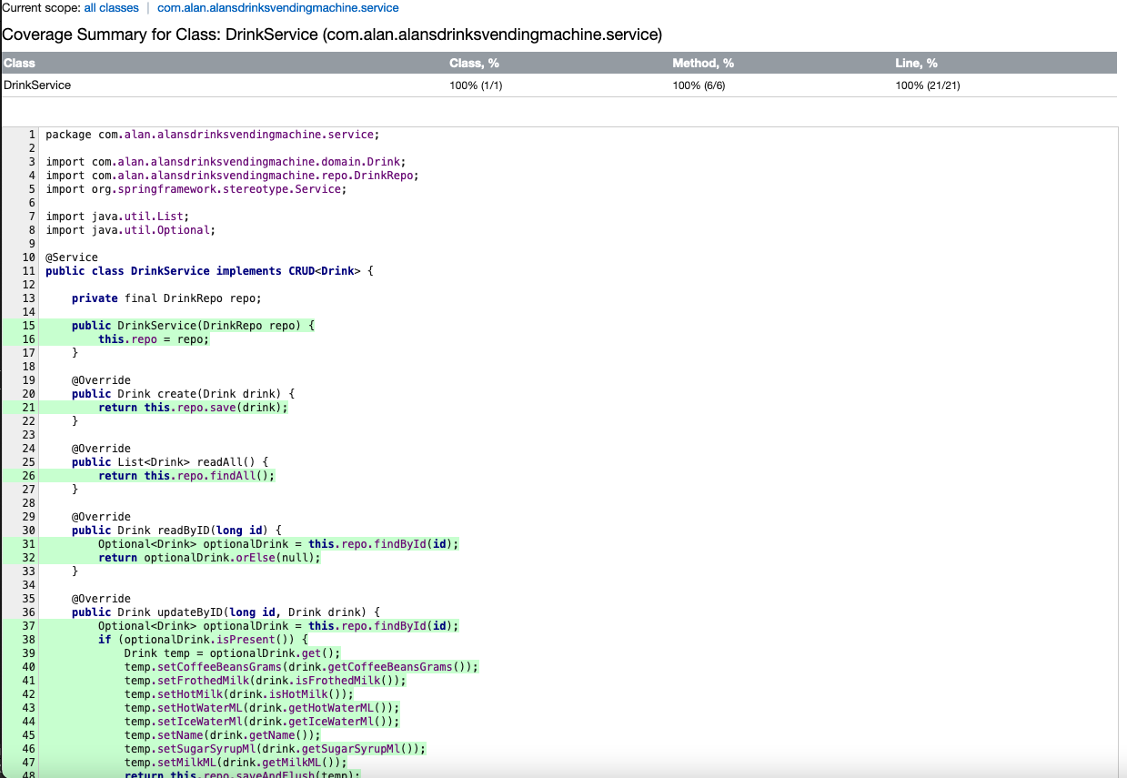 Current scope: all classes | com.alan.alansdrinksvendingmachine.service
Coverage Summary for Class: DrinkService (com.alan.alansdrinksvendingmachine.service)
Class Class, % Method, % Line, %
DrinkService 100% (1/1) 100% (6/6) 100% (21/21)
1 package com.alan.alansdrinksvendingmachine.service;
2
3 import com.alan.alansdrinksvendingmachine.domain.Drink;
4 import com.alan.alansdrinksvendingmachine.repo.DrinkRepo;
5 import org.springframework.stereotype.Service;
6
7 import java.util.List;
8 import java.util.Optional;
9
10 @Service
11 public class DrinkService implements CRUD<Drink> {
12
13     private final DrinkRepo repo;
14
15     public DrinkService(DrinkRepo repo) {
16         this.repo = repo;
17     }
18
19     @Override
20     public Drink create(Drink drink) {
21         return this.repo.save(drink);
22     }
23
24     @Override
25     public List<Drink> readAll() {
26         return this.repo.findAll();
27     }
28
29     @Override
30     public Drink readByID(long id) {
31         Optional<Drink> optionalDrink = this.repo.findById(id);
32         return optionalDrink.orElse(null);
33     }
34
35     @Override
36     public Drink updateByID(long id, Drink drink) {
37         Optional<Drink> optionalDrink = this.repo.findById(id);
38         if (optionalDrink.isPresent()) {
39             Drink temp = optionalDrink.get();
40             temp.setCoffeeBeansGrams(drink.getCoffeeBeansGrams());
41             temp.setFrothedMilk(drink.isFrothedMilk());
42             temp.setHotMilk(drink.isHotMilk());
43             temp.setHotWaterML(drink.getHotWaterML());
44             temp.setIceWaterMl(drink.getIceWaterMl());
45             temp.setName(drink.getName());
46             temp.setSugarSyrupMl(drink.getSugarSyrupMl());
47             temp.setMilkML(drink.getMilkML());
48             return this.repo.saveAndFlush(temp);